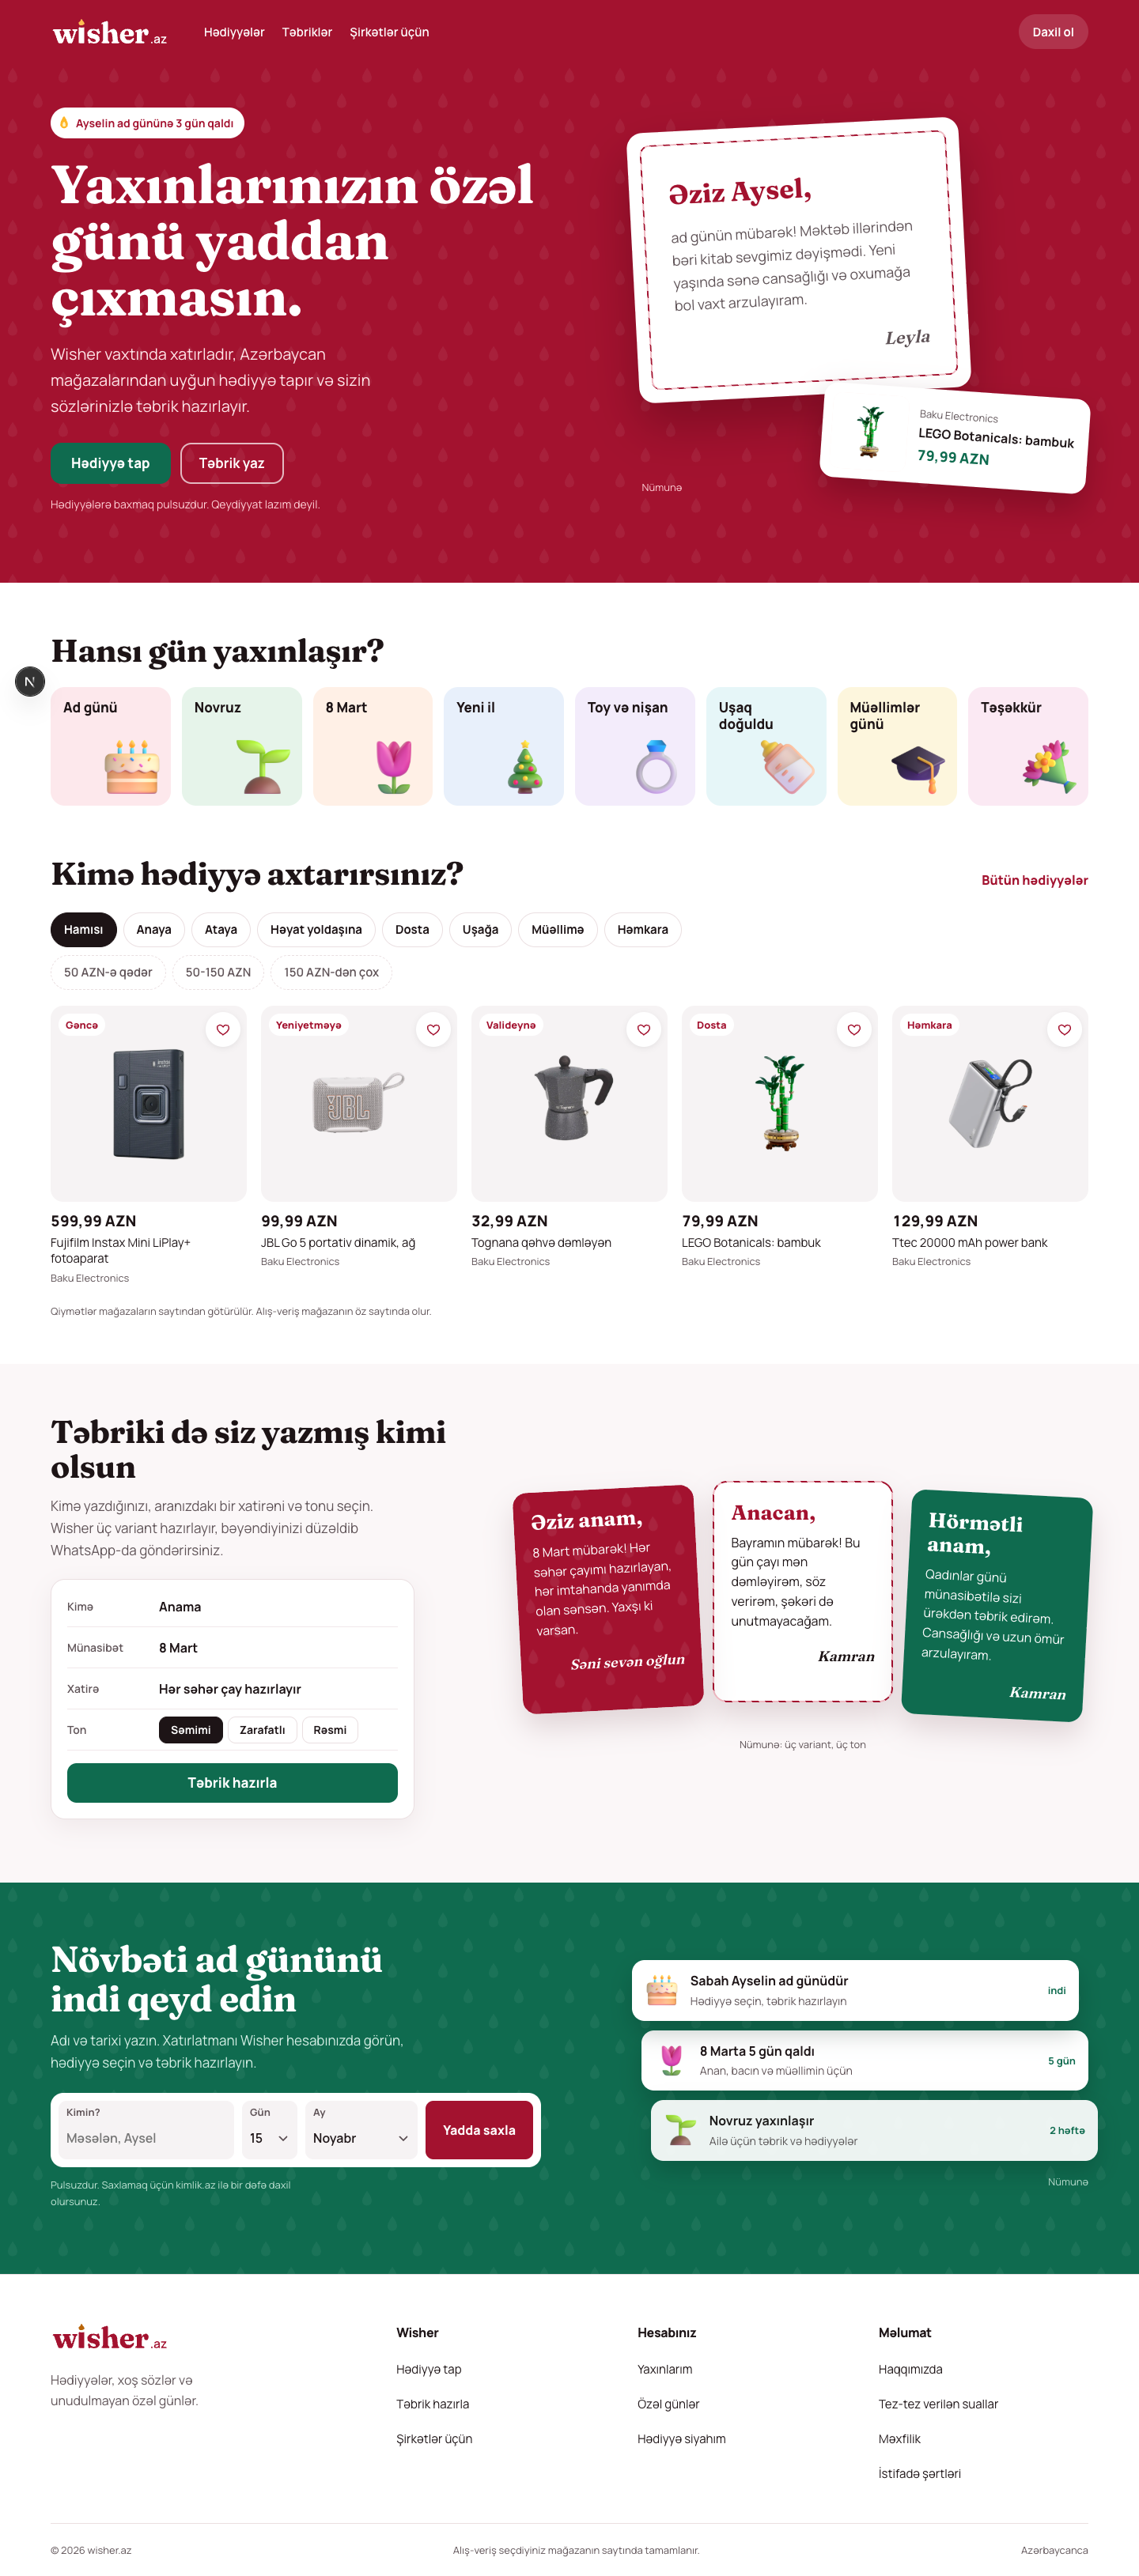 wisher.az
Hədiyyələr
Təbriklər
Şirkətlər üçün
Daxil ol
Ayselin ad gününə 3 gün qaldı
Yaxınlarınızın özəl
günü yaddan
çıxmasın.
Wisher vaxtında xatırladır, Azərbaycan
mağazalarından uyğun hədiyyə tapır və sizin
sözlərinizlə təbrik hazırlayır.
Hədiyyə tap
Təbrik yaz
Hədiyyələrə baxmaq pulsuzdur. Qeydiyyat lazım deyil.
Əziz Aysel,
ad günün mübarək! Məktəb illərindən
bəri kitab sevgimiz dəyişmədi. Yeni
yaşında sənə cansağlığı və oxumağa
bol vaxt arzulayıram.
Leyla
Baku Electronics
LEGO Botanicals: bambuk
79,99 AZN
Nümunə
Hansı gün yaxınlaşır?
N
Ad günü
Novruz
8 Mart
Yeni il
Toy və nişan
Uşaq
doğuldu
Müəllimlər
günü
Təşəkkür
Kimə hədiyyə axtarırsınız?
Bütün hədiyyələr
Hamısı
Anaya
Ataya
Həyat yoldaşına
Dosta
Uşağa
Müəllimə
Həmkara
50 AZN-ə qədər
50-150 AZN
150 AZN-dən çox
Gəncə
Yeniyetməyə
Valideynə
Dosta
Həmkara
JBL
599,99 AZN
Fujifilm Instax Mini LiPlay+
fotoaparat
Baku Electronics
99,99 AZN
JBL Go 5 portativ dinamik, ağ
Baku Electronics
32,99 AZN
Tognana qəhvə dəmləyən
Baku Electronics
79,99 AZN
LEGO Botanicals: bambuk
Baku Electronics
129,99 AZN
Ttec 20000 mAh power bank
Baku Electronics
Qiymətlər mağazaların saytından götürülür. Alış-veriş mağazanın öz saytında olur.
Təbriki də siz yazmış kimi
olsun
Kimə yazdığınızı, aranızdakı bir xatirəni və tonu seçin.
Wisher üç variant hazırlayır, bəyəndiyinizi düzəldib
WhatsApp-da göndərirsiniz.
Kimə
Anama
Münasibət
8 Mart
Xatirə
Hər səhər çay hazırlayır
Ton
Səmimi
Zarafatlı
Rəsmi
Təbrik hazırla
Əziz anam,
8 Mart mübarək! Hər
səhər çayımı hazırlayan,
hər imtahanda yanımda
olan sənsən. Yaxşı ki
varsan.
Səni sevən oğlun
Anacan,
Bayramın mübarək! Bu
gün çayı mən
dəmləyirəm, söz
verirəm, şəkəri də
unutmayacağam.
Kamran
Hörmətli
anam,
Qadınlar günü
münasibətilə sizi
ürəkdən təbrik edirəm.
Cansağlığı və uzun ömür
arzulayıram.
Kamran
Nümunə: üç variant, üç ton
Növbəti ad gününü
indi qeyd edin
Adı və tarixi yazın. Xatırlatmanı Wisher hesabınızda görün,
hədiyyə seçin və təbrik hazırlayın.
Kimin?
Məsələn, Aysel
Gün
15
Ay
Noyabr
Yadda saxla
Pulsuzdur. Saxlamaq üçün kimlik.az ilə bir dəfə daxil
olursunuz.
Sabah Ayselin ad günüdür
Hədiyyə seçin, təbrik hazırlayın
indi
8 Marta 5 gün qaldı
Anan, bacın və müəllimin üçün
5 gün
Novruz yaxınlaşır
Ailə üçün təbrik və hədiyyələr
2 həftə
Nümunə
wisher.az
Hədiyyələr, xoş sözlər və
unudulmayan özəl günlər.
Wisher
Hədiyyə tap
Təbrik hazırla
Şirkətlər üçün
Hesabınız
Yaxınlarım
Özəl günlər
Hədiyyə siyahım
Məlumat
Haqqımızda
Tez-tez verilən suallar
Məxfilik
İstifadə şərtləri
© 2026 wisher.az
Alış-veriş seçdiyiniz mağazanın saytında tamamlanır.
Azərbaycanca